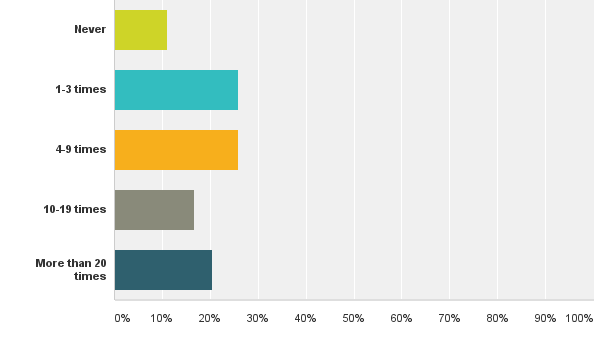 Never
1-3 times
4-9 times
10-19 times
More than 20
times
0% 10% 20% 30% 40% 50% 60% 70% 80% 90% 100%